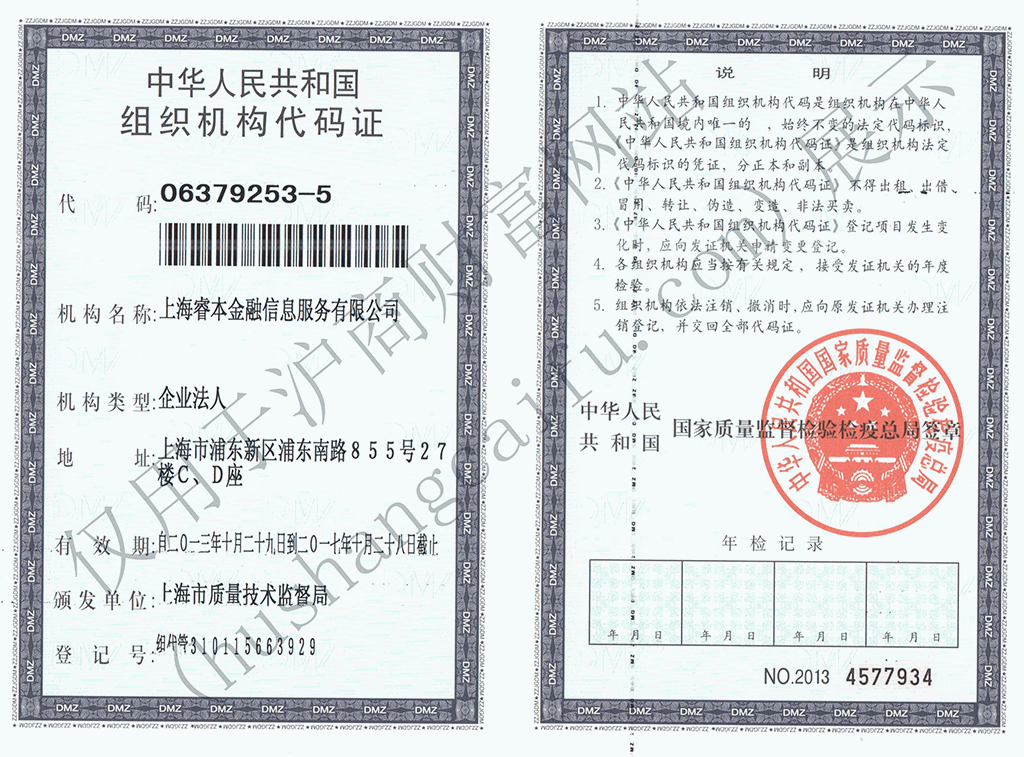 中华人民共和国
组织机构代码证
代 码:06379253-5
机构名称:上海睿本金融信息服务有限公司
机构类型:企业法人
地 址:上海市浦东新区浦东南路855号27
楼C、D座
有 效 期:自二〇一三年十月二十九日到二〇一七年十月二十八日截止
颁发单位:上海市质量技术监督局
登 记 号:组代管310115663929
说 明
1. 中华人民共和国组织机构代码是组织机构在中华人
民共和国境内唯一的 ,始终不变的法定代码标识,
《中华人民共和国组织机构代码证》是组织机构法定
代码标识的凭证,分正本和副本。
2.《中华人民共和国组织机构代码证》不得出租、出借、
冒用、转让、伪造、变造、非法买卖。
3.《中华人民共和国组织机构代码证》登记项目发生变
化时,应向发证机关申请变更登记。
4. 各组织机构应当按有关规定,接受发证机关的年度
检验。
5. 组织机构依法注销、撤消时,应向原发证机关办理注
销登记,并交回全部代码证。
中华人民
共和国
国家质量监督检验检疫总局签章
中华人民共和国国家质量监督检验检疫总局
年检记录
年 月 日 年 月 日 年 月 日 年 月 日
NO.2013 4577934
仅用于沪商财富网站
(hushangcaifu.com/展示